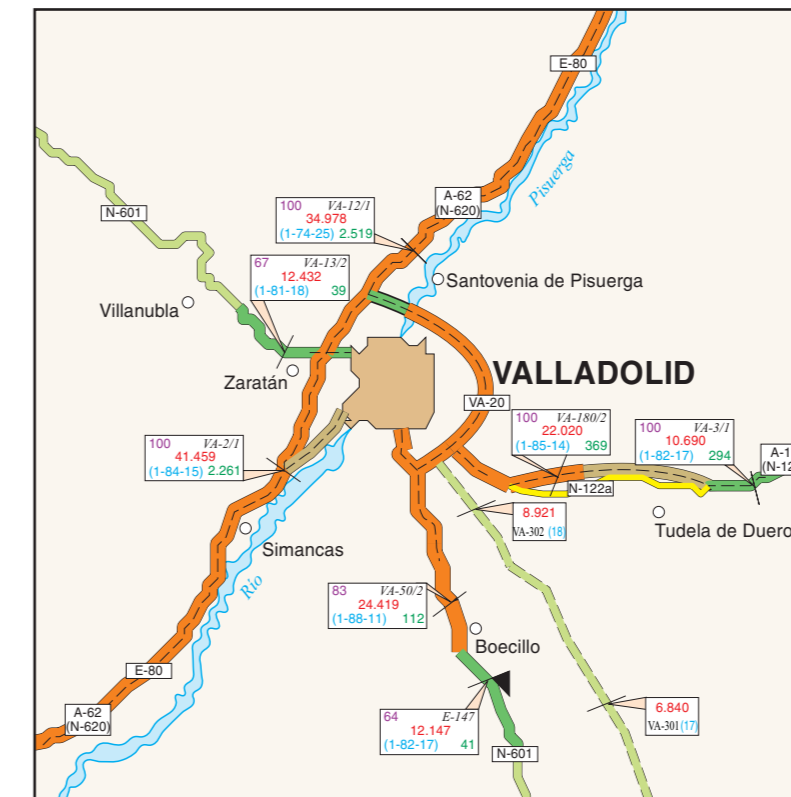 E-80
Pisuerga
A-62
(N-620)
N-601
100 VA-12/1
34.978
(1-74-25) 2.519
67 VA-13/2
12.432
(1-81-18) 39
Santovenia de Pisuerga
Villanubla
Zaratán
VALLADOLID
VA-20
100 VA-180/2
22.020
(1-85-14) 369
100 VA-3/1
10.690
(1-82-17) 294
A-1
(N-12
100 VA-2/1
41.459
(1-84-15) 2.261
N-122a
8.921
VA-302 (18)
Tudela de Duero
Simancas
Río
83 VA-50/2
24.419
(1-88-11) 112
Boecillo
E-80
A-62
(N-620)
64 E-147
12.147
(1-82-17) 41
6.840
VA-301 (17)
N-601